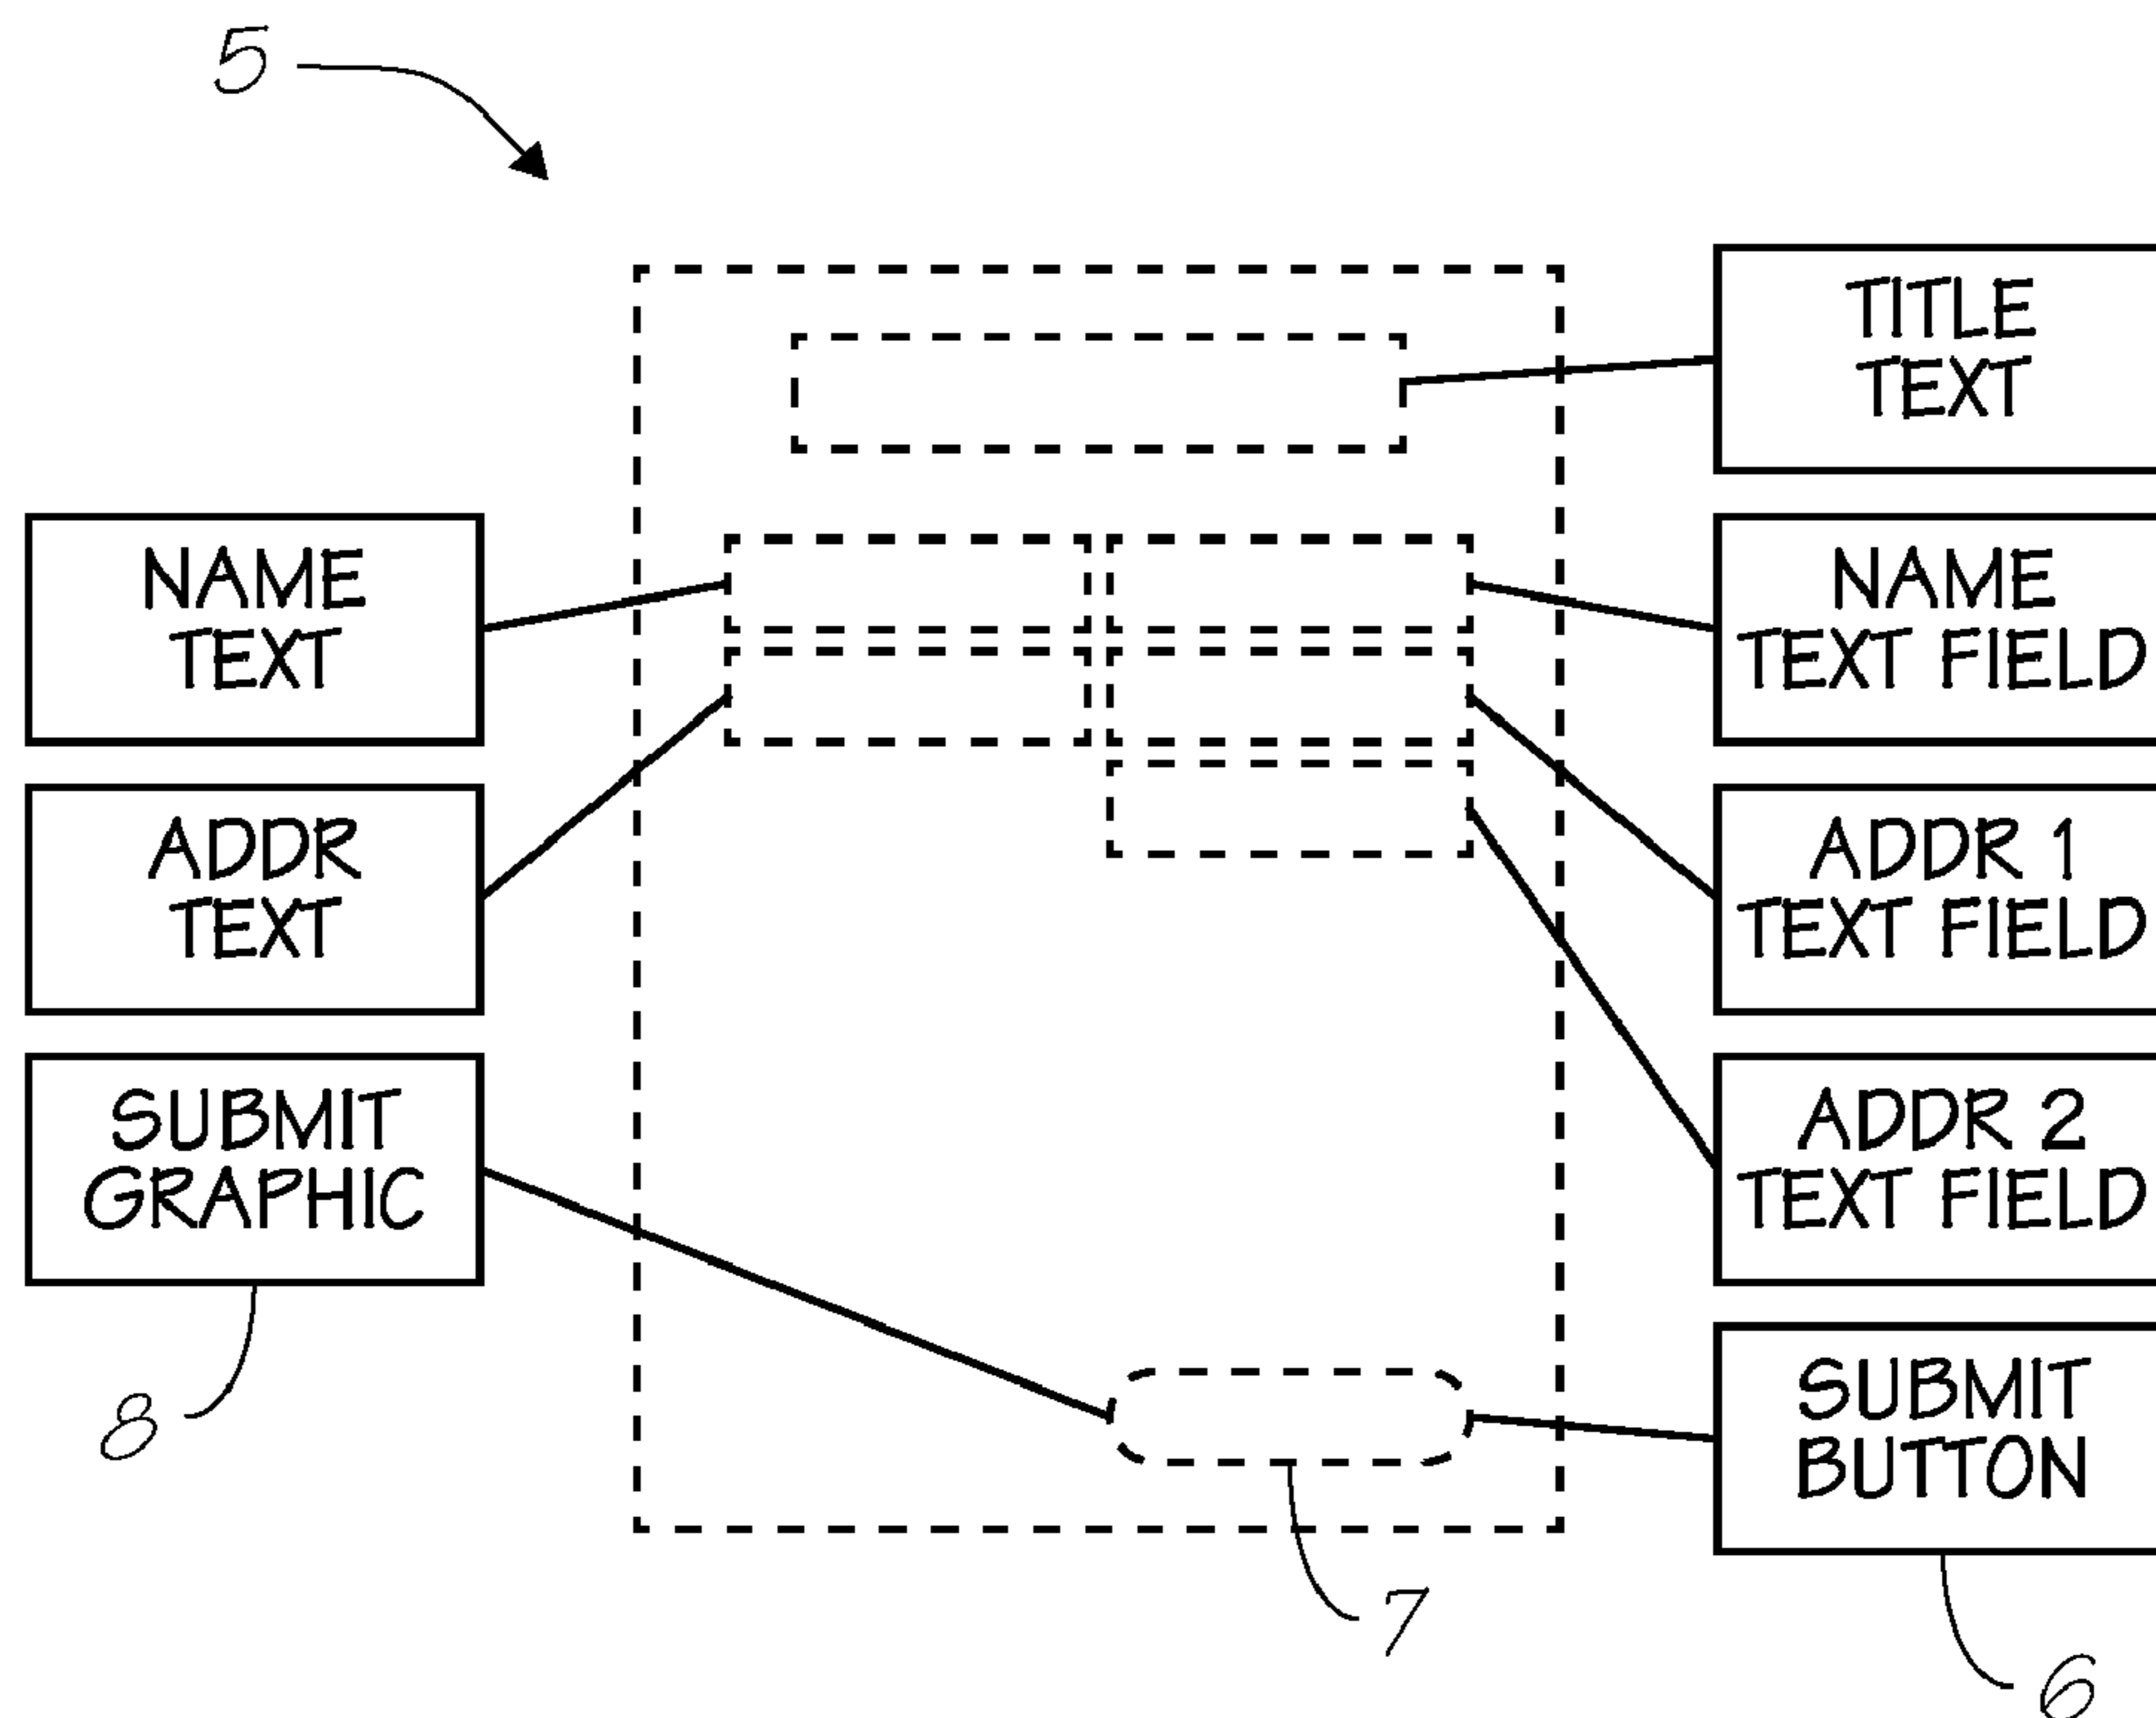 5
TITLE
TEXT
NAME
TEXT
NAME
TEXT FIELD
ADDR
TEXT
ADDR 1
TEXT FIELD
SUBMIT
GRAPHIC
ADDR 2
TEXT FIELD
SUBMIT
BUTTON
8
7
6